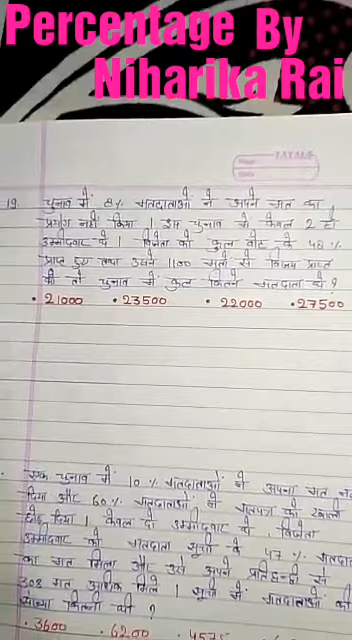 Percentage By
Niharika Rai
TATALS
19. चुनाव में 8% मतदाताओं ने अपने मत का
प्रयोग नहीं किया । इस चुनाव में केवल 2 ही
उम्मीदवार थे । विजेता को कुल वोट के 48 %
प्राप्त हुए तथा उसने 1100 मतों से विजय प्राप्त
की तो चुनाव में कुल कितने मतदाता थे ?
• 21000 • 23500 • 22000 • 27500
एक चुनाव में 10 % मतदाताओं ने अपना मत
दिया और 60 % मतदाताओं ने मतपत्र को खाली
छोड़ दिया । केवल दो उम्मीदवार थे . विजेता
उम्मीदवार को मतदाता सूची के 47 %
का मत मिला और उसे अपने प्रतिद्वन्दी से
308 मत अधिक मिले । सूची में मतदाताओं की
संख्या कितनी थी ?
• 3600 • 6200